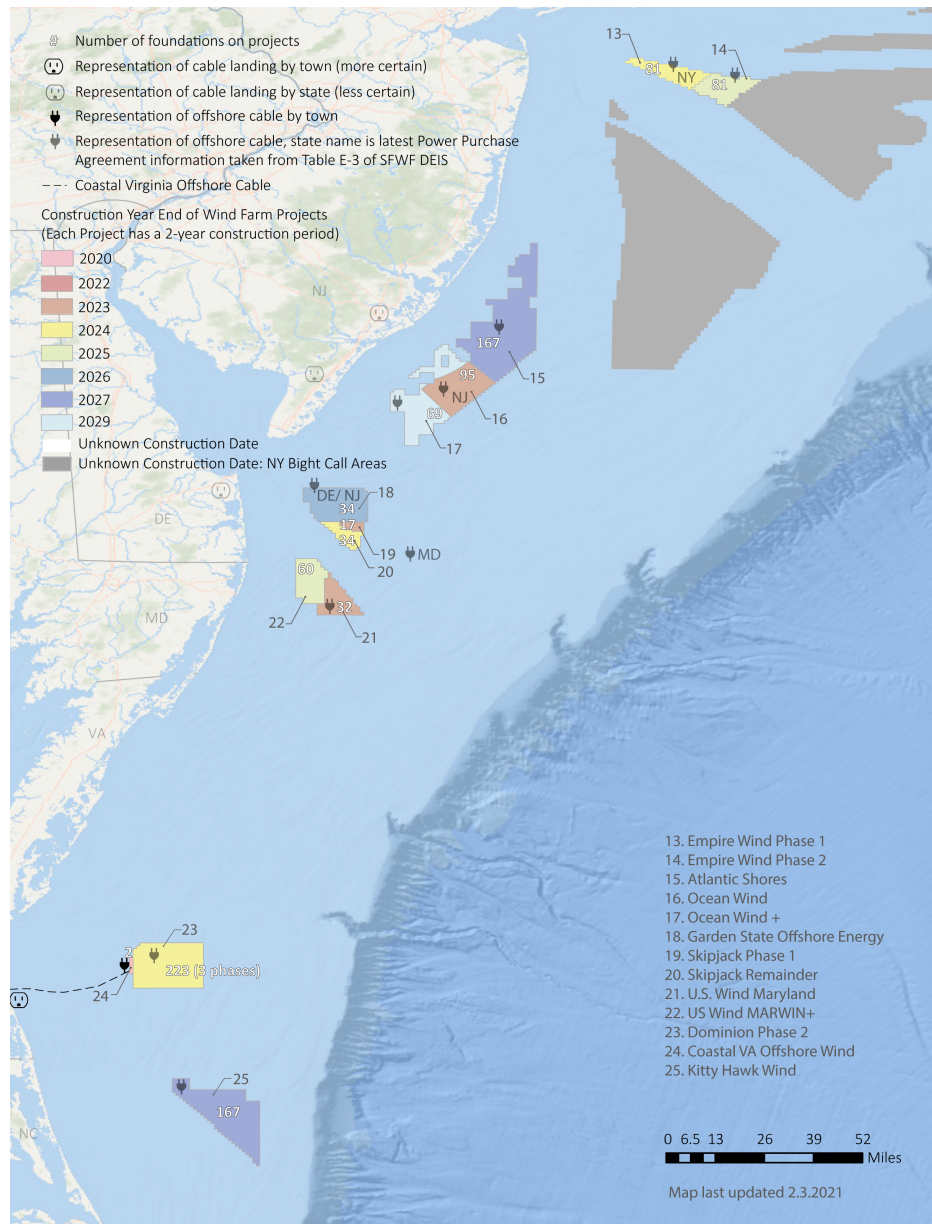 # Number of foundations on projects
Representation of cable landing by town (more certain)
Representation of cable landing by state (less certain)
Representation of offshore cable by town
Representation of offshore cable, state name is latest Power Purchase
Agreement information taken from Table E-3 of SFWF DEIS
Coastal Virginia Offshore Cable
Construction Year End of Wind Farm Projects
(Each Project has a 2-year construction period)
2020
2022
2023
2024
2025
2026
2027
2029
Unknown Construction Date
Unknown Construction Date: NY Bight Call Areas
13
14
81
NY
81
NJ
167
15
95
NJ
16
69
17
DE/ NJ
18
34
17
19
34
20
MD
DE
60
32
22
21
MD
VA
23
2
223 (3 phases)
24
25
167
NC
13. Empire Wind Phase 1
14. Empire Wind Phase 2
15. Atlantic Shores
16. Ocean Wind
17. Ocean Wind +
18. Garden State Offshore Energy
19. Skipjack Phase 1
20. Skipjack Remainder
21. U.S. Wind Maryland
22. US Wind MARWIN+
23. Dominion Phase 2
24. Coastal VA Offshore Wind
25. Kitty Hawk Wind
0 6.5 13 26 39 52
Miles
Map last updated 2.3.2021